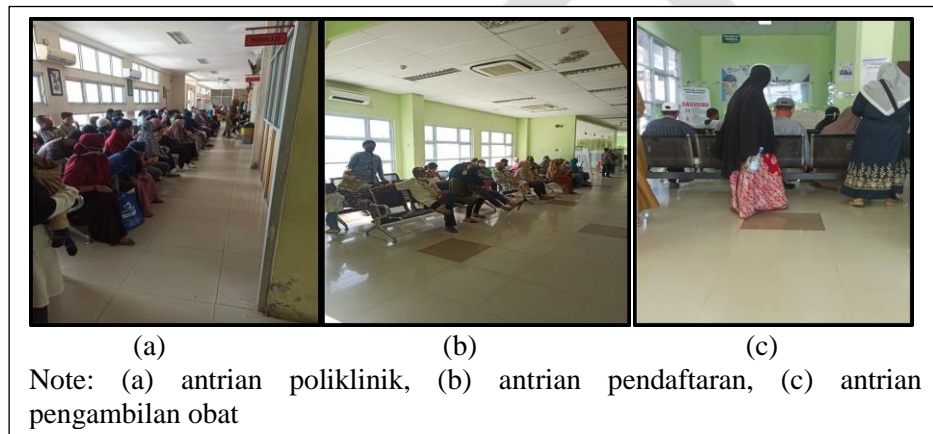 (a) (b) (c)
Note: (a) antrian poliklinik, (b) antrian pendaftaran, (c) antrian
pengambilan obat